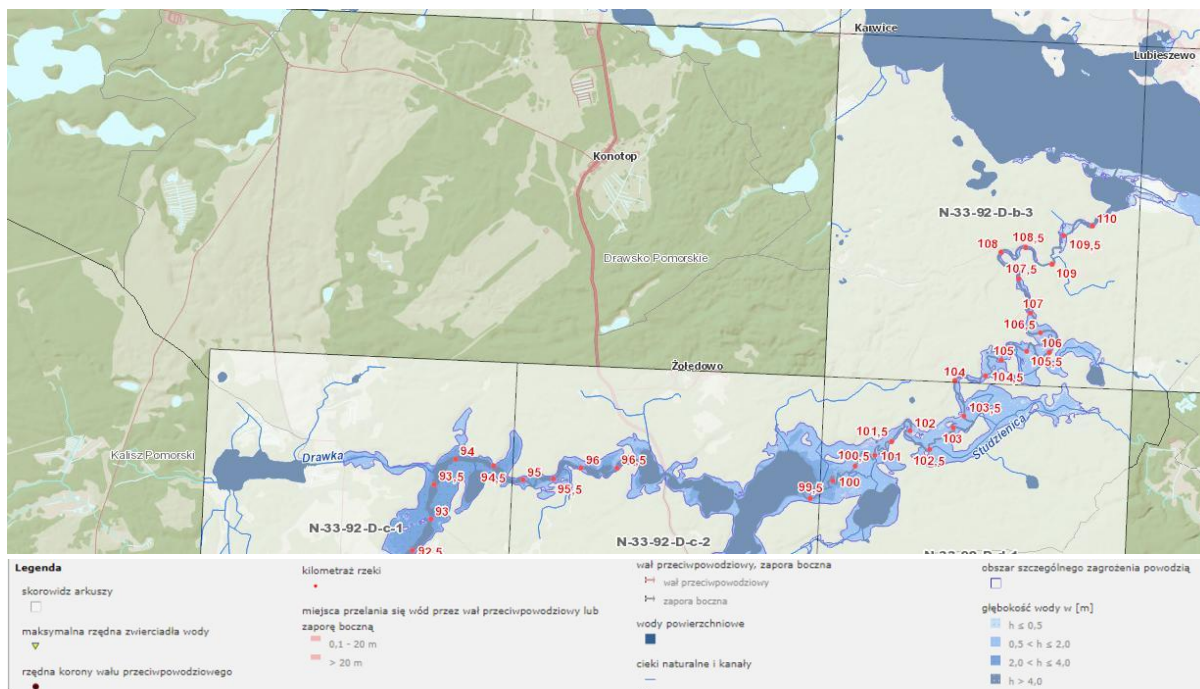 Karwice
Lubieszewo
Konotop
N-33-92-D-b-3
110
108
108,5
109,5
109
Drawsko Pomorskie
107,5
107
106,5
106
105
105,5
Żołędowo
104
104,5
103,5
101,5
102
103
Studzienica
Kalisz Pomorski
Drawka
94
96
96,5
100,5
101
102,5
93,5
94,5
95
95,5
99,5
100
93
N-33-92-D-c-1
N-33-92-D-c-2
92,5
Legenda
skorowidz arkuszy
maksymalna rzędna zwierciadła wody
rzędna korony wału przeciwpowodziowego
kilometraż rzeki
miejsca przelania się wód przez wał przeciwpowodziowy lub
zaporę boczną
0,1 - 20 m
> 20 m
wał przeciwpowodziowy, zapora boczna
wał przeciwpowodziowy
zapora boczna
wody powierzchniowe
cieki naturalne i kanały
obszar szczególnego zagrożenia powodzią
głębokość wody w [m]
h ≤ 0,5
0,5 < h ≤ 2,0
2,0 < h ≤ 4,0
h > 4,0